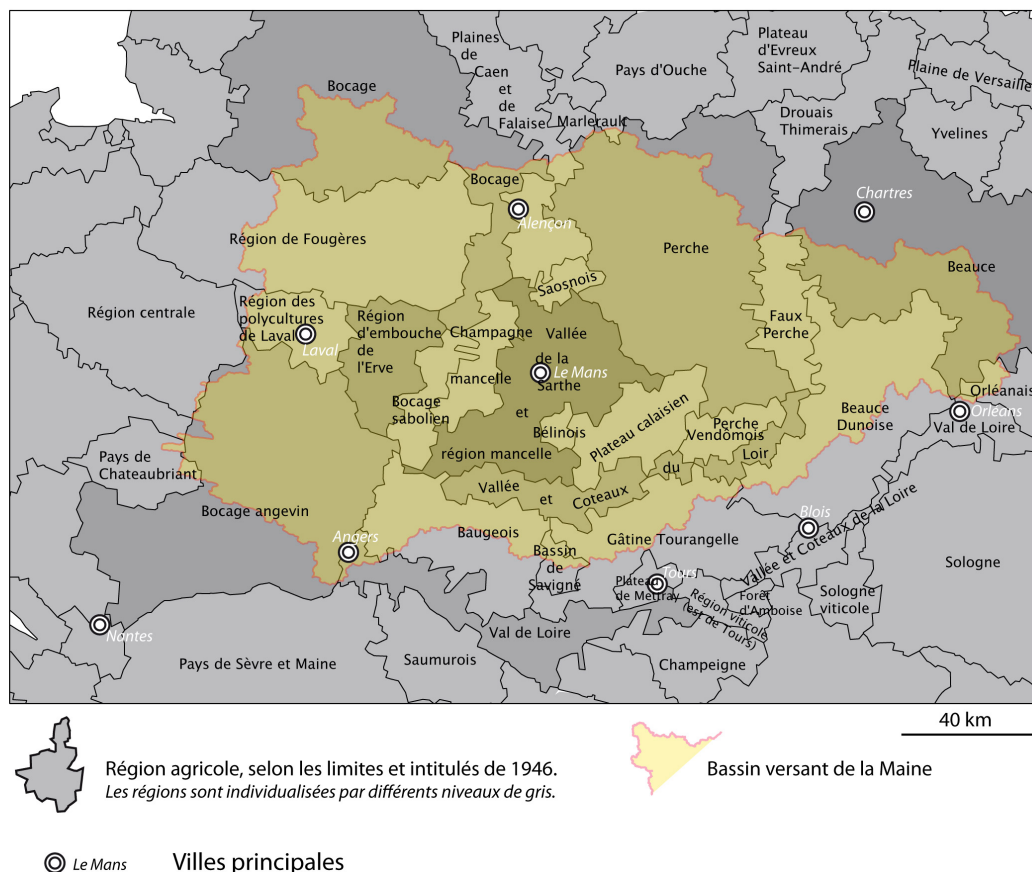 Plaines
de
Caen
et
de
Falaise
Plateau
d'Evreux
Saint-André
Pays d'Ouche
Plaine de Versaille
Bocage
Marlerault
Drouais
Thimerais
Yvelines
Bocage
Alençon
Chartres
Région de Fougères
Perche
Beauce
Saosnois
Région centrale
Région des
polycultures
de Laval
Laval
Région
d'embouche
de
l'Erve
Champagne
mancelle
Vallée
de la
Sarthe
et
région mancelle
Le Mans
Faux
Perche
Bocage
sabolien
Bélinois
Plateau calaisien
Perche
Vendômois
Beauce
Dunoise
Orléanais
Orléans
Val de Loire
Pays de
Chateaubriant
Vallée
et
Coteaux
du
Loir
Bocage angevin
Angers
Baugeois
Gâtine Tourangelle
Blois
Vallée et Coteaux de la Loire
Bassin
de
Savigné
Tours
Plateau
de Mettray
Région viticole
(est de Tours)
Forêt
d'Amboise
Sologne
viticole
Sologne
Nantes
Val de Loire
Pays de Sèvre et Maine
Saumurois
Champeigne
40 km
Région agricole, selon les limites et intitulés de 1946.
Les régions sont individualisées par différents niveaux de gris.
Bassin versant de la Maine
Le Mans
Villes principales